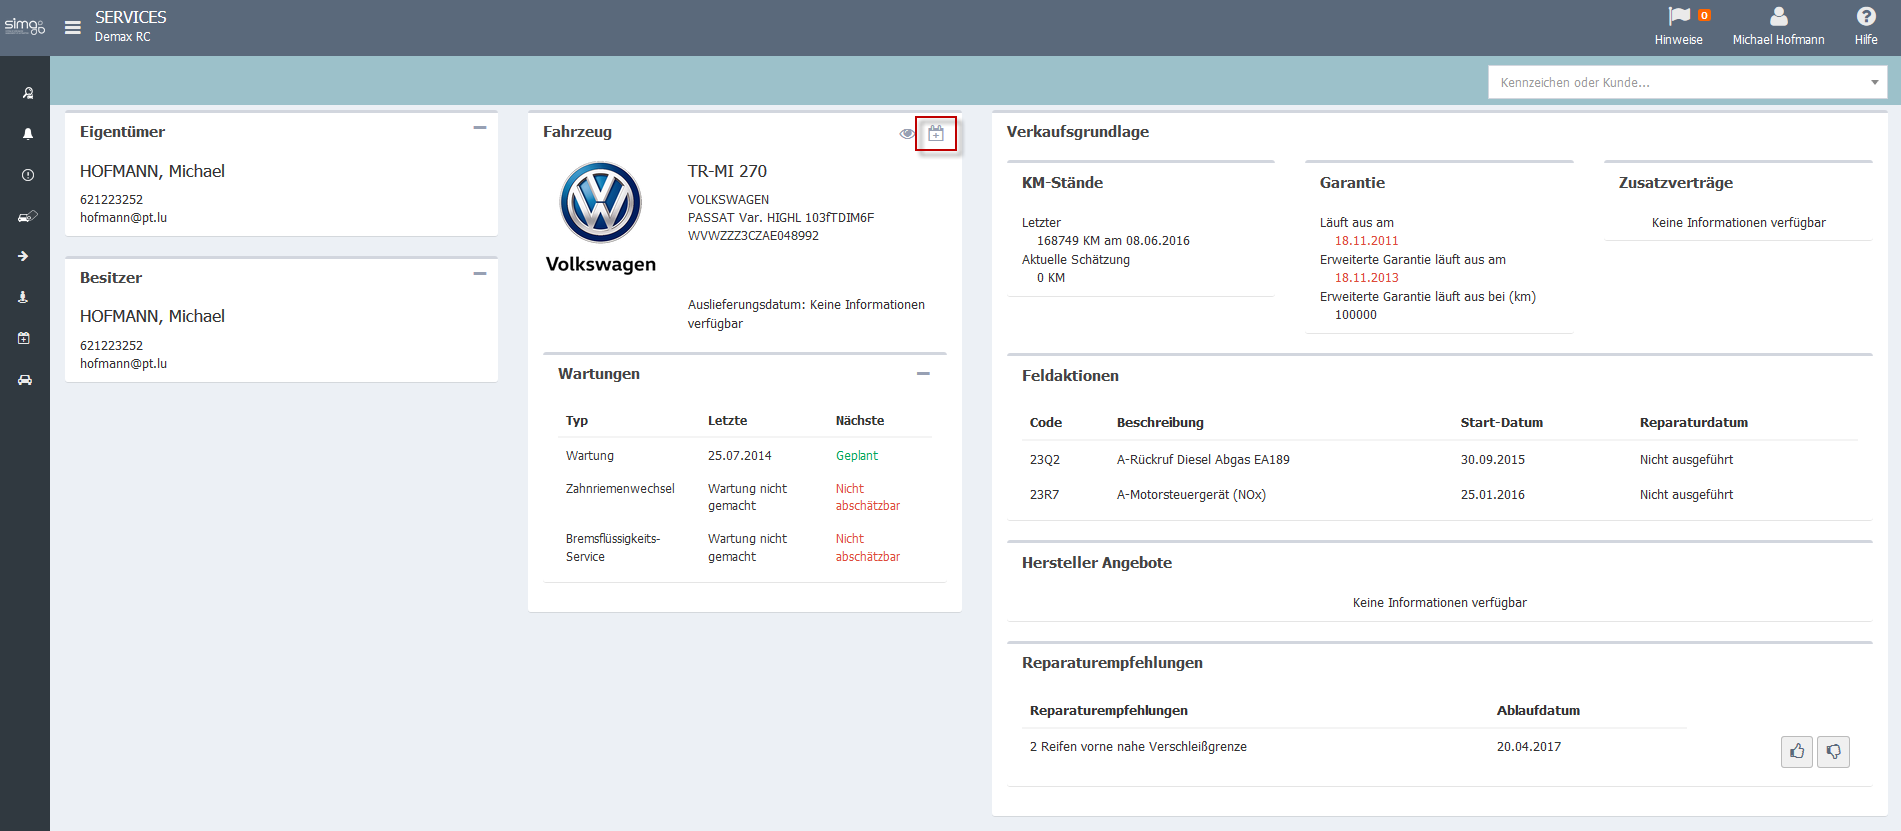 simgo
SERVICES
Demax RC
0
Hinweise
Michael Hofmann
Hilfe
Kennzeichen oder Kunde...
Eigentümer
HOFMANN, Michael
621223252
hofmann@pt.lu
Besitzer
HOFMANN, Michael
621223252
hofmann@pt.lu
Fahrzeug
Volkswagen
TR-MI 270
VOLKSWAGEN
PASSAT Var. HIGHL 103fTDIM6F
WVWZZZ3CZAE048992
Auslieferungsdatum: Keine Informationen
verfügbar
Wartungen
Typ Letzte Nächste
Wartung 25.07.2014 Geplant
Zahnriemenwechsel Wartung nicht Nicht
gemacht abschätzbar
Bremsflüssigkeits- Wartung nicht Nicht
Service gemacht abschätzbar
Verkaufsgrundlage
KM-Stände
Letzter
168749 KM am 08.06.2016
Aktuelle Schätzung
0 KM
Garantie
Läuft aus am
18.11.2011
Erweiterte Garantie läuft aus am
18.11.2013
Erweiterte Garantie läuft aus bei (km)
100000
Zusatzverträge
Keine Informationen verfügbar
Feldaktionen
Code Beschreibung Start-Datum Reparaturdatum
23Q2 A-Rückruf Diesel Abgas EA189 30.09.2015 Nicht ausgeführt
23R7 A-Motorsteuergerät (NOx) 25.01.2016 Nicht ausgeführt
Hersteller Angebote
Keine Informationen verfügbar
Reparaturempfehlungen
Reparaturempfehlungen Ablaufdatum
2 Reifen vorne nahe Verschleißgrenze 20.04.2017